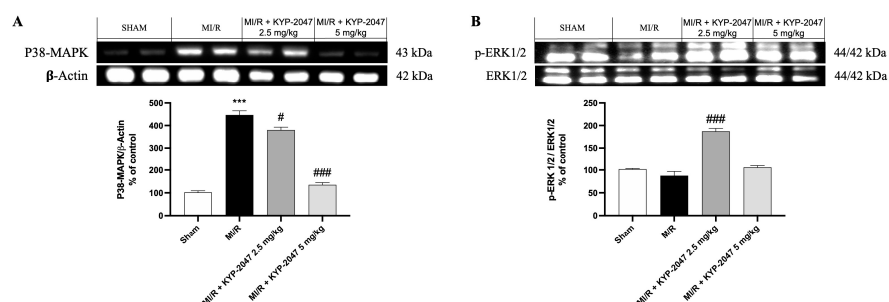 A
SHAM
MI/R
MI/R + KYP-2047
2.5 mg/kg
MI/R + KYP-2047
5 mg/kg
P38-MAPK
43 kDa
β-Actin
42 kDa
P38-MAPK/β-Actin
% of control
500
400
300
200
100
0
***
#
###
Sham
MI/R
MI/R + KYP-2047 2.5 mg/kg
MI/R + KYP-2047 5 mg/kg
B
SHAM
MI/R
MI/R + KYP-2047
2.5 mg/kg
MI/R + KYP-2047
5 mg/kg
p-ERK1/2
44/42 kDa
ERK1/2
44/42 kDa
p-ERK 1/2 / ERK1/2
% of control
250
200
150
100
50
0
###
Sham
MI/R
MI/R + KYP-2047 2.5 mg/kg
MI/R + KYP-2047 5 mg/kg